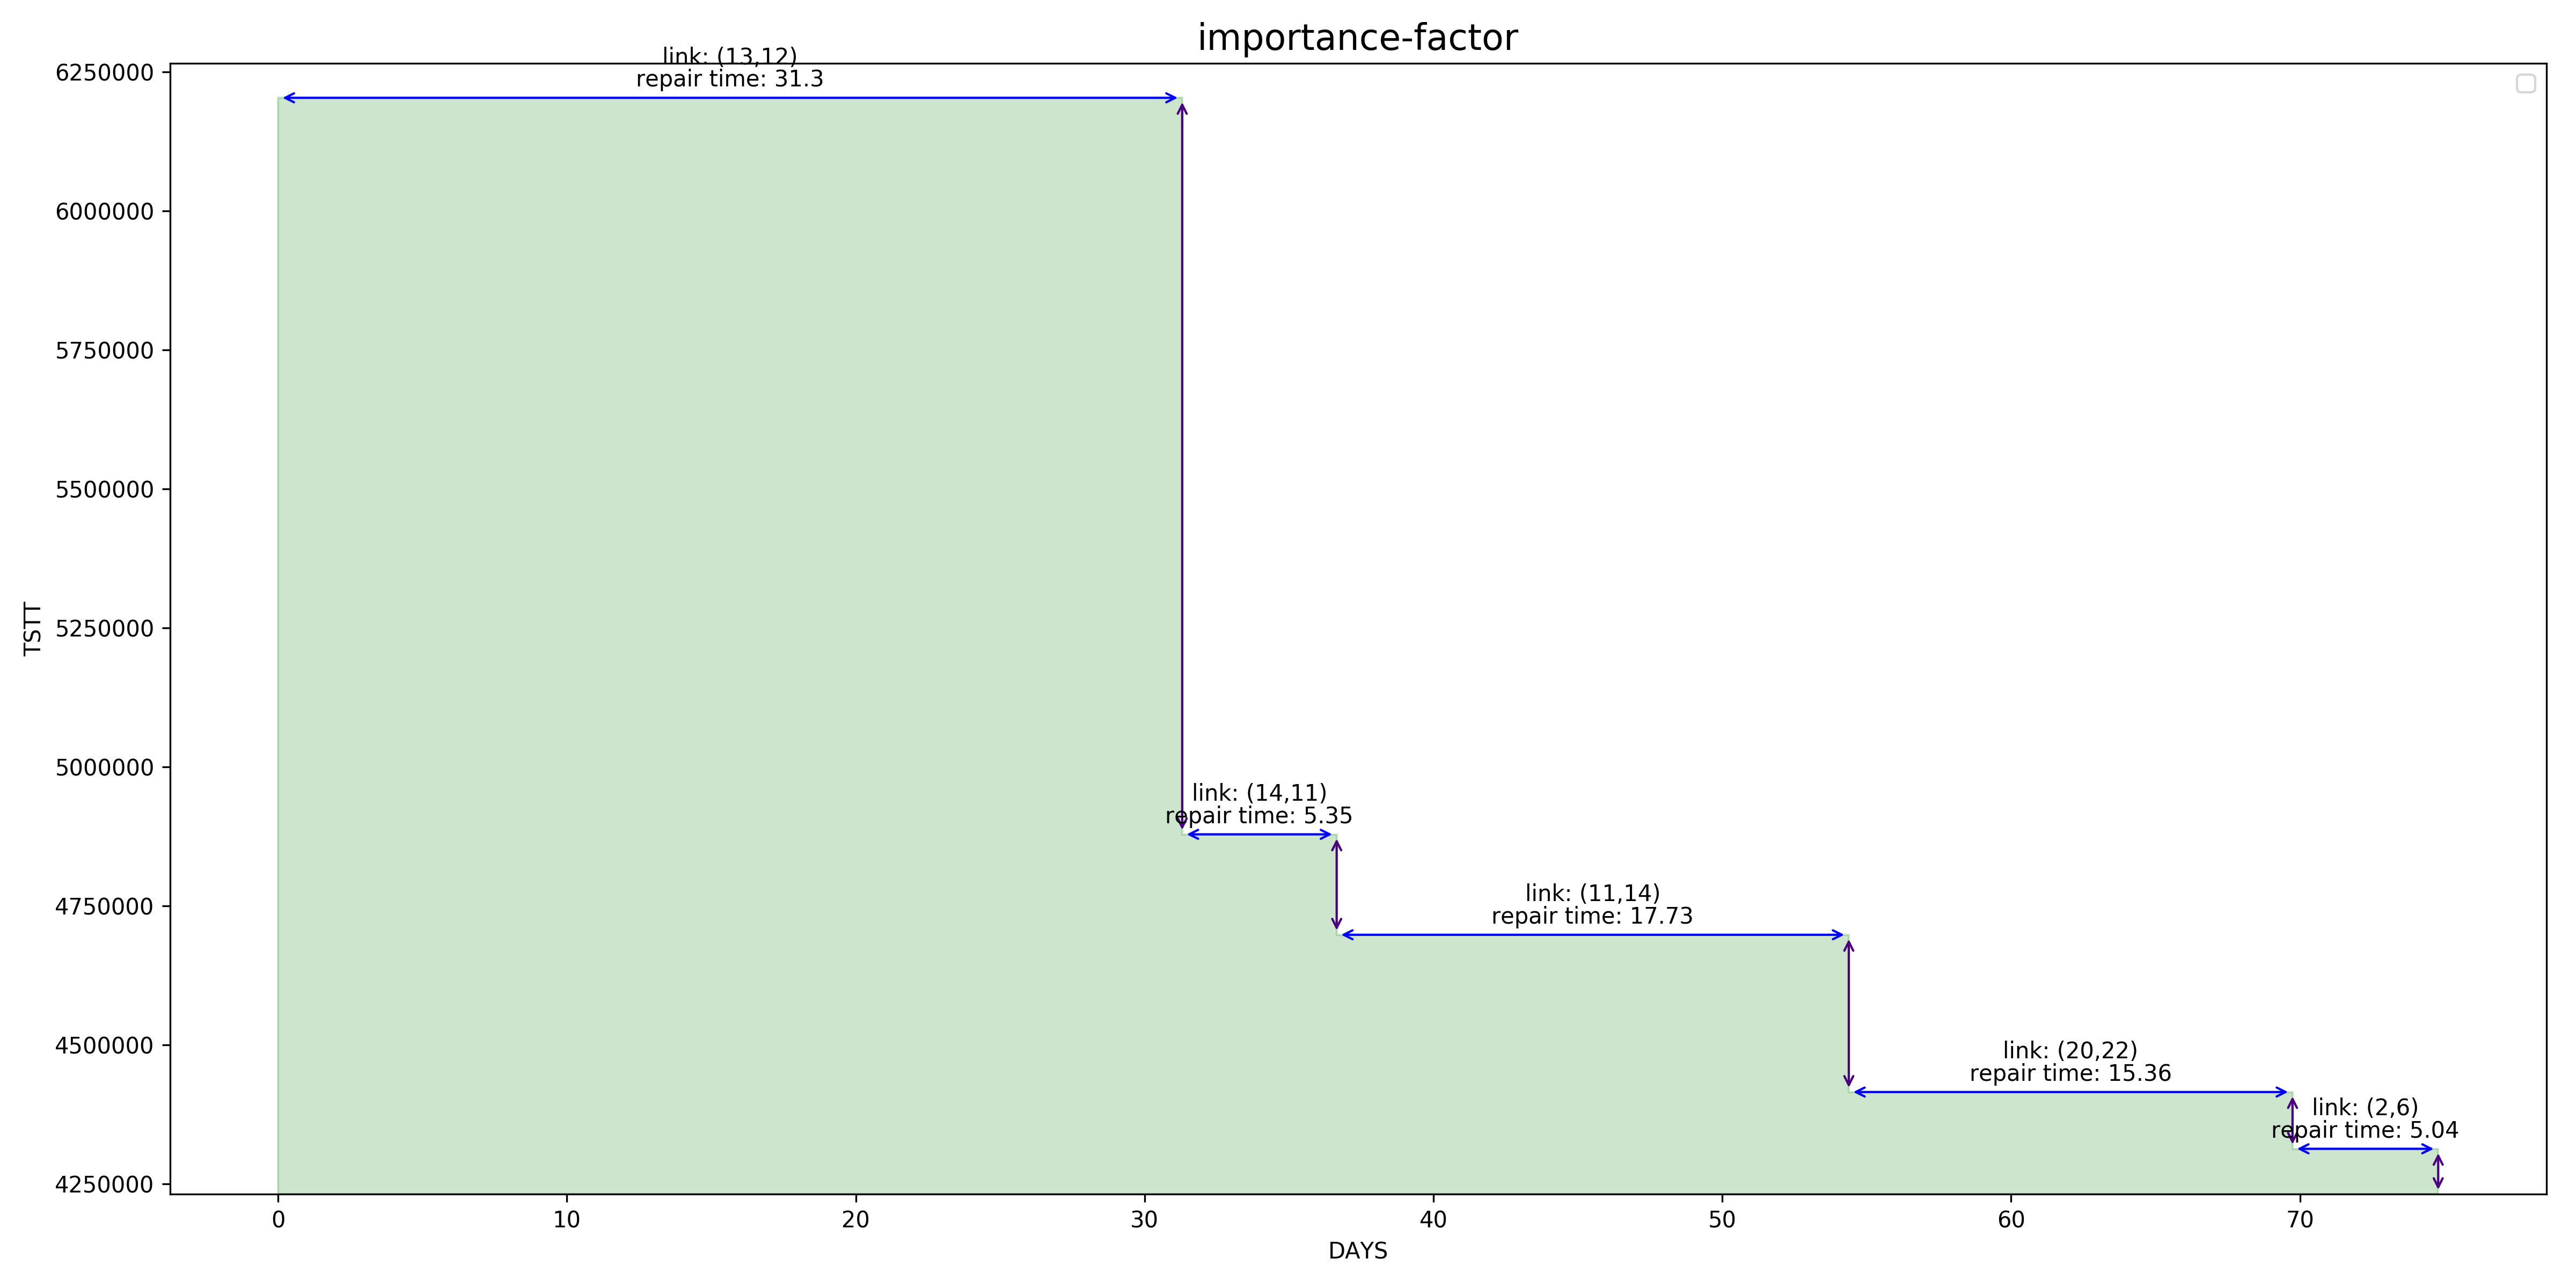 importance-factor
link: (13,12)
repair time: 31.3
6250000
6000000
5750000
5500000
5250000
5000000
4750000
4500000
4250000
TSTT
link: (14,11)
repair time: 5.35
link: (11,14)
repair time: 17.73
link: (20,22)
repair time: 15.36
link: (2,6)
repair time: 5.04
0 10 20 30 40 50 60 70
DAYS